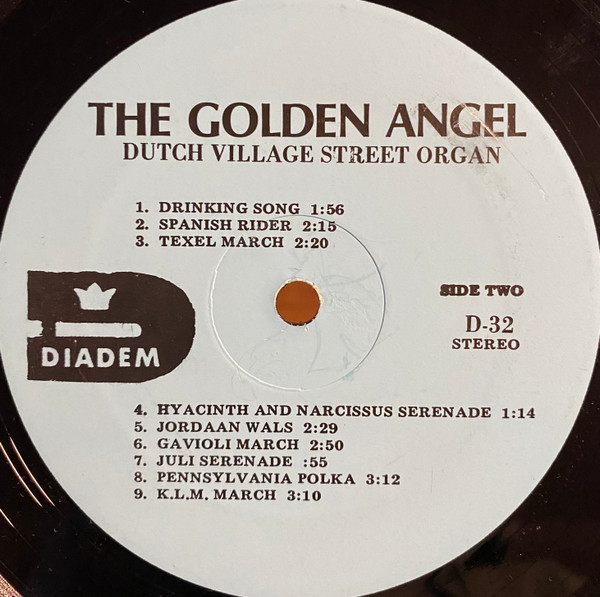 THE GOLDEN ANGEL
DUTCH VILLAGE STREET ORGAN
1. DRINKING SONG 1:56
2. SPANISH RIDER 2:15
3. TEXEL MARCH 2:20
SIDE TWO
D-32
STEREO
DIADEM
4. HYACINTH AND NARCISSUS SERENADE 1:14
5. JORDAAN WALS 2:29
6. GAVIOLI MARCH 2:50
7. JULI SERENADE :55
8. PENNSYLVANIA POLKA 3:12
9. K.L.M. MARCH 3:10